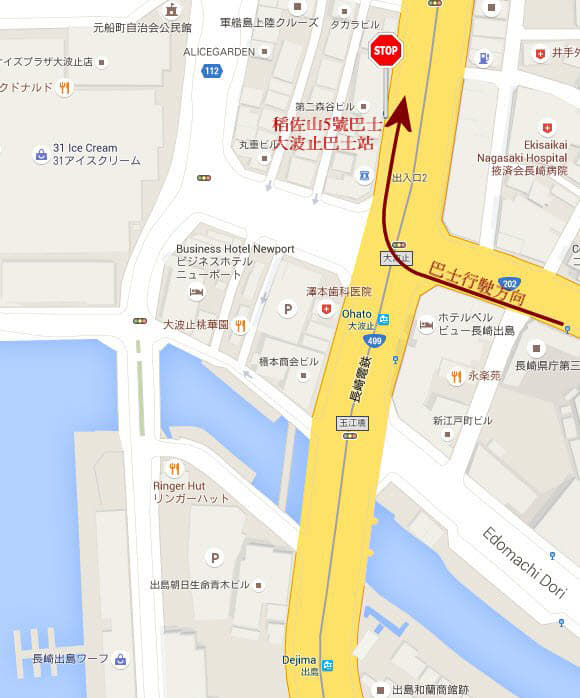 元船町自治会公民館
軍艦島上陸クルーズ
タカラビル
ALICEGARDEN
イズプラザ大波止店
クドナルド
112
STOP
井手外
第二森谷ビル
稻佐山5號巴士
大波止巴士站
丸重ビル
31 Ice Cream
31アイスクリーム
Ekisaikai
Nagasaki Hospital
掖済会長崎病院
出入口2
Business Hotel Newport
ビジネスホテル
ニューポート
大波止
巴士行駛方向
202
澤本歯科医院
P
Ohato
大波止
大波止桃華園
499
ホテルベル
ビュー長崎出島
長崎県庁第三
橋本商会ビル
長崎電鉄
永楽苑
玉江橋
新江戸町ビル
Ringer Hut
リンガーハット
Edomachi Dori
P
出島朝日生命青木ビル
長崎出島ワーフ
Dejima
出島
出島和蘭商館跡